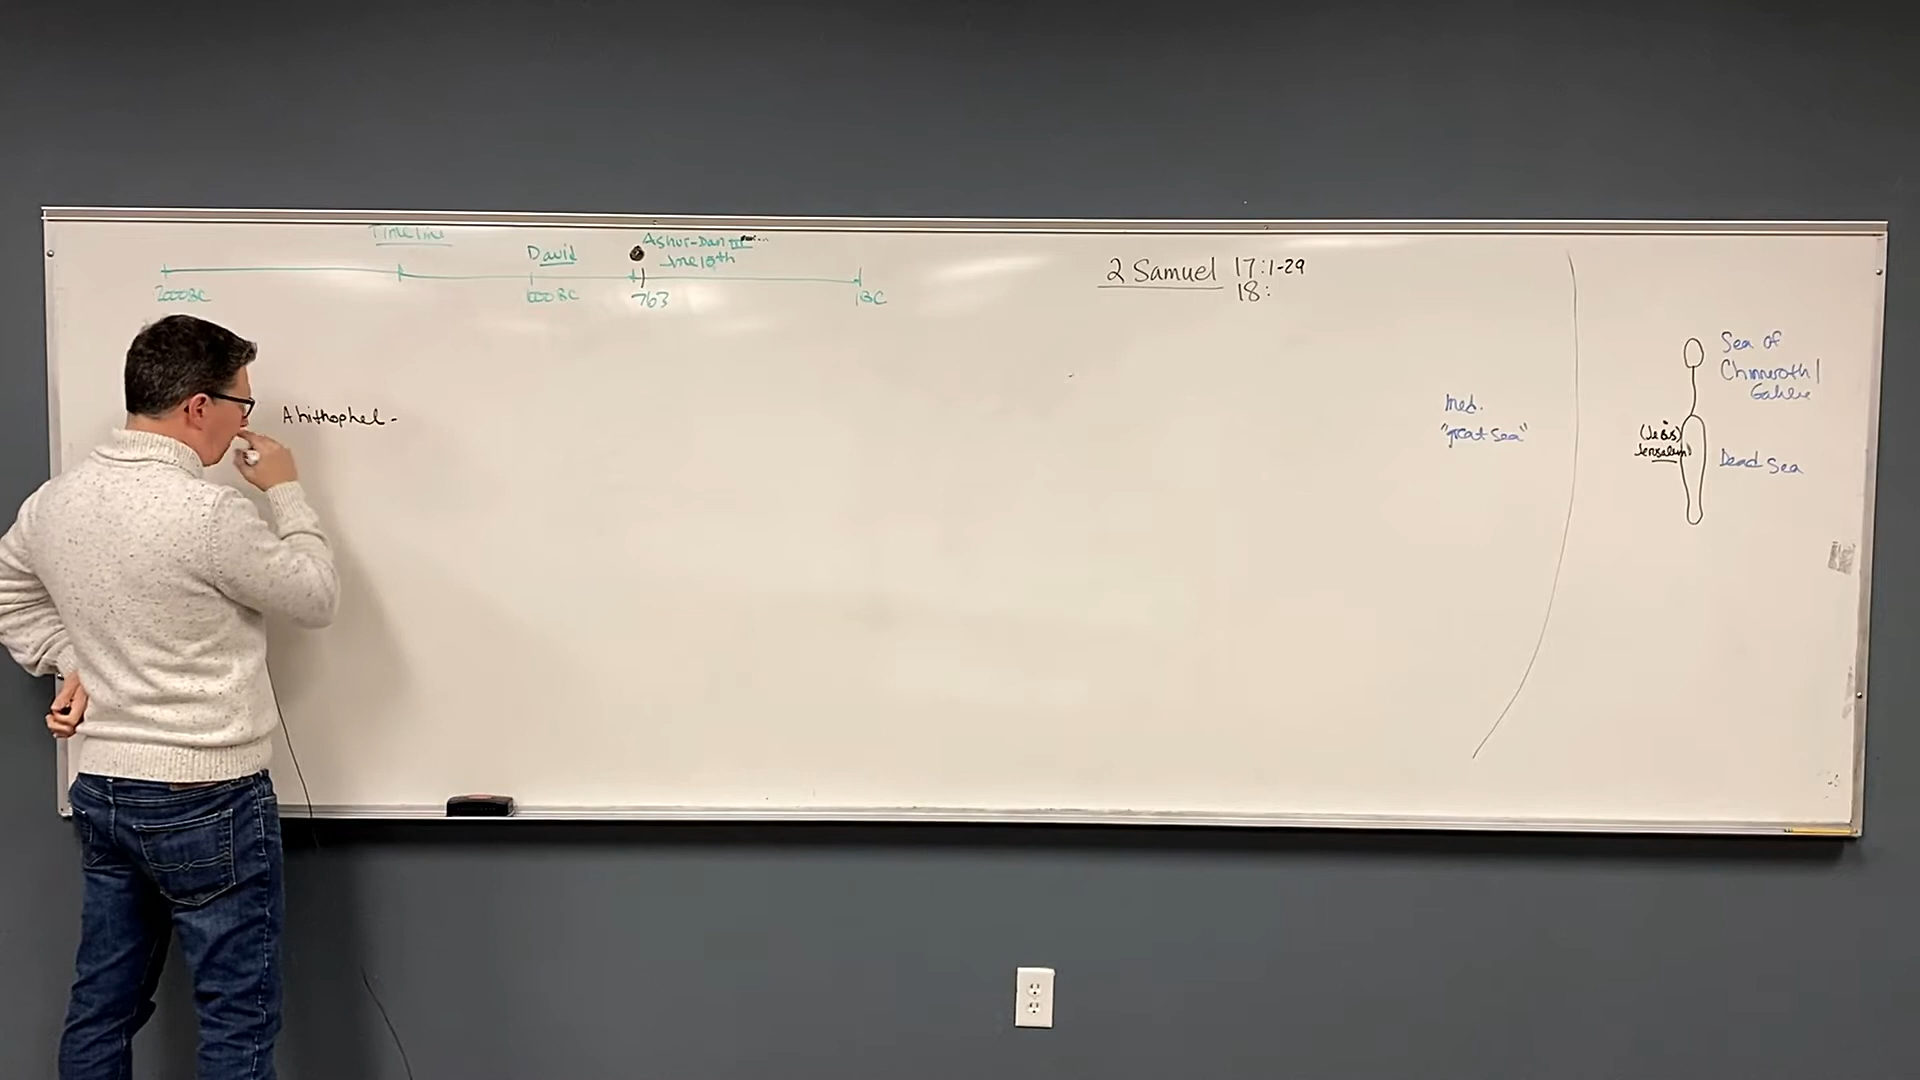 Timeline
David
Ashur-Dan III
June 15th
2000BC
1000BC
763
1BC
2 Samuel 17:1-29
18:
Ahithophel -
Med.
"great sea"
Sea of
Chinneroth/
Galilee
(Jebus)
Jerusalem
Dead Sea